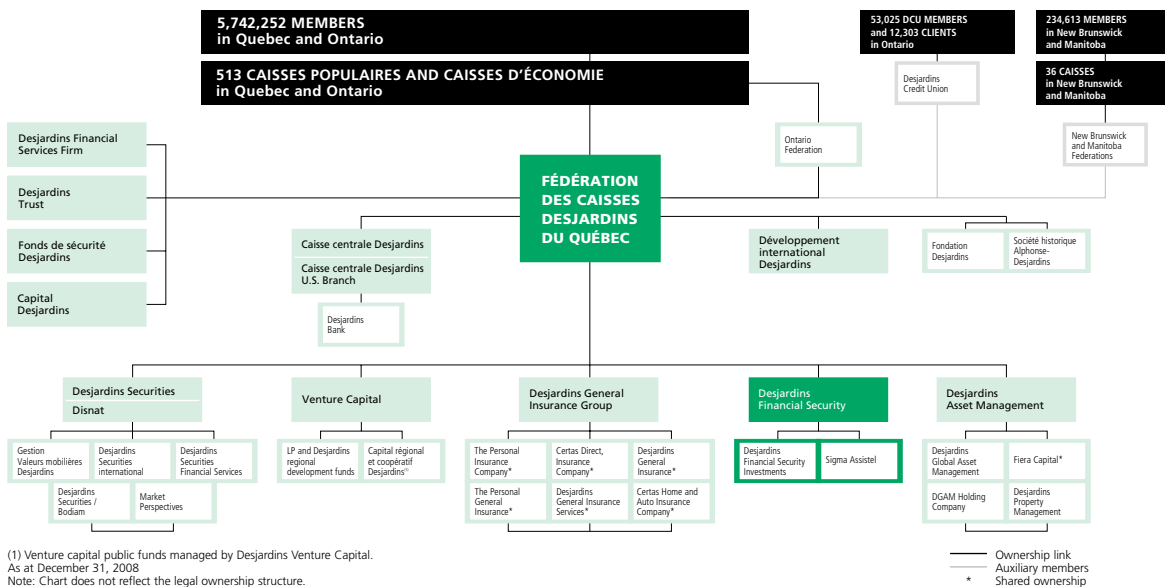 5,742,252 MEMBERS
in Quebec and Ontario
53,025 DCU MEMBERS
and 12,303 CLIENTS
in Ontario
234,613 MEMBERS
in New Brunswick
and Manitoba
513 CAISSES POPULAIRES AND CAISSES D'ÉCONOMIE
in Quebec and Ontario
Desjardins
Credit Union
36 CAISSES
in New Brunswick
and Manitoba
Desjardins Financial
Services Firm
Ontario
Federation
New Brunswick
and Manitoba
Federations
Desjardins
Trust
FÉDÉRATION
DES CAISSES
DESJARDINS
DU QUÉBEC
Fonds de sécurité
Desjardins
Caisse centrale Desjardins
Caisse centrale Desjardins
U.S. Branch
Développement
international
Desjardins
Fondation
Desjardins
Société historique
Alphonse-
Desjardins
Capital
Desjardins
Desjardins
Bank
Desjardins Securities
Disnat
Venture Capital
Desjardins General
Insurance Group
Desjardins
Financial Security
Desjardins
Asset Management
Gestion
Valeurs mobilières
Desjardins
Desjardins
Securities
international
Desjardins
Securities
Financial Services
Desjardins
Securities /
Bodiam
Market
Perspectives
LP and Desjardins
regional
development funds
Capital régional
et coopératif
Desjardins(1)
The Personal
Insurance
Company*
Certas Direct,
Insurance
Company*
Desjardins
General
Insurance*
The Personal
General
Insurance*
Desjardins
General Insurance
Services*
Certas Home and
Auto Insurance
Company*
Desjardins
Financial Security
Investments
Sigma Assistel
Desjardins
Global Asset
Management
Fiera Capital*
DGAM Holding
Company
Desjardins
Property
Management
(1) Venture capital public funds managed by Desjardins Venture Capital.
As at December 31, 2008
Note: Chart does not reflect the legal ownership structure.
Ownership link
Auxiliary members
* Shared ownership